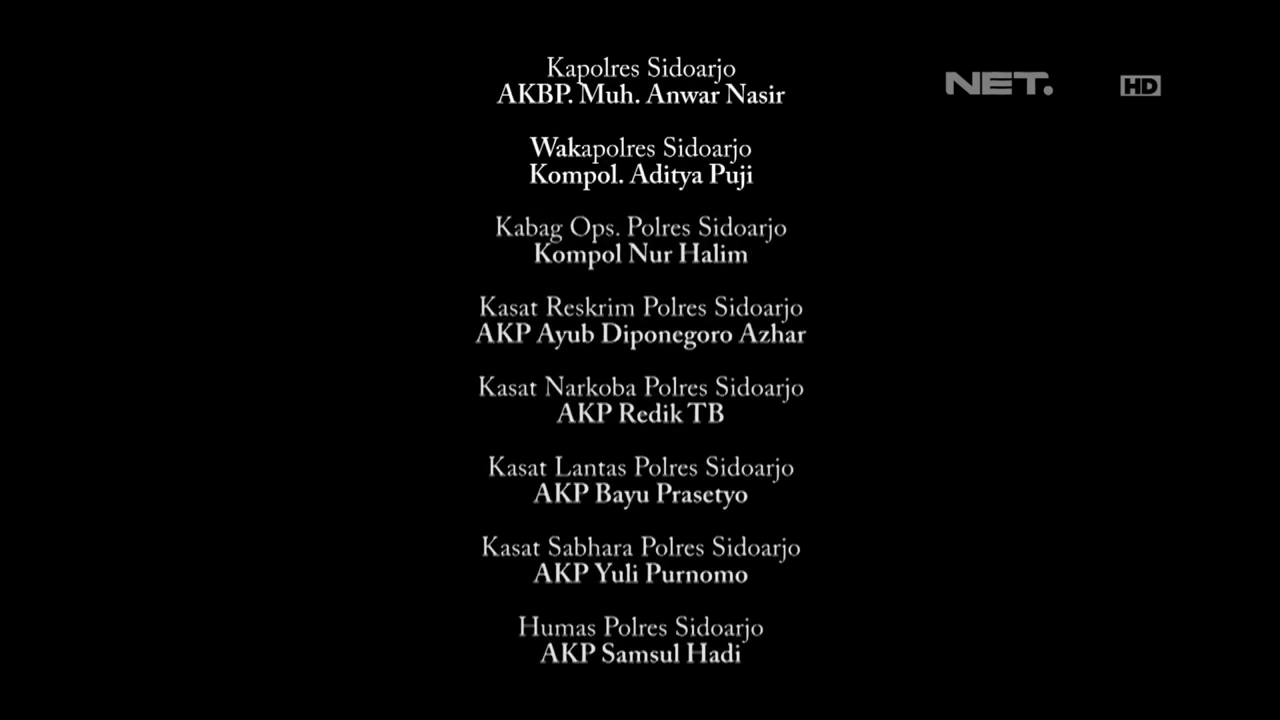 Kapolres Sidoarjo
AKBP. Muh. Anwar Nasir
Wakapolres Sidoarjo
Kompol. Aditya Puji
Kabag Ops. Polres Sidoarjo
Kompol Nur Halim
Kasat Reskrim Polres Sidoarjo
AKP Ayub Diponegoro Azhar
Kasat Narkoba Polres Sidoarjo
AKP Redik TB
Kasat Lantas Polres Sidoarjo
AKP Bayu Prasetyo
Kasat Sabhara Polres Sidoarjo
AKP Yuli Purnomo
Humas Polres Sidoarjo
AKP Samsul Hadi
NET.
HD